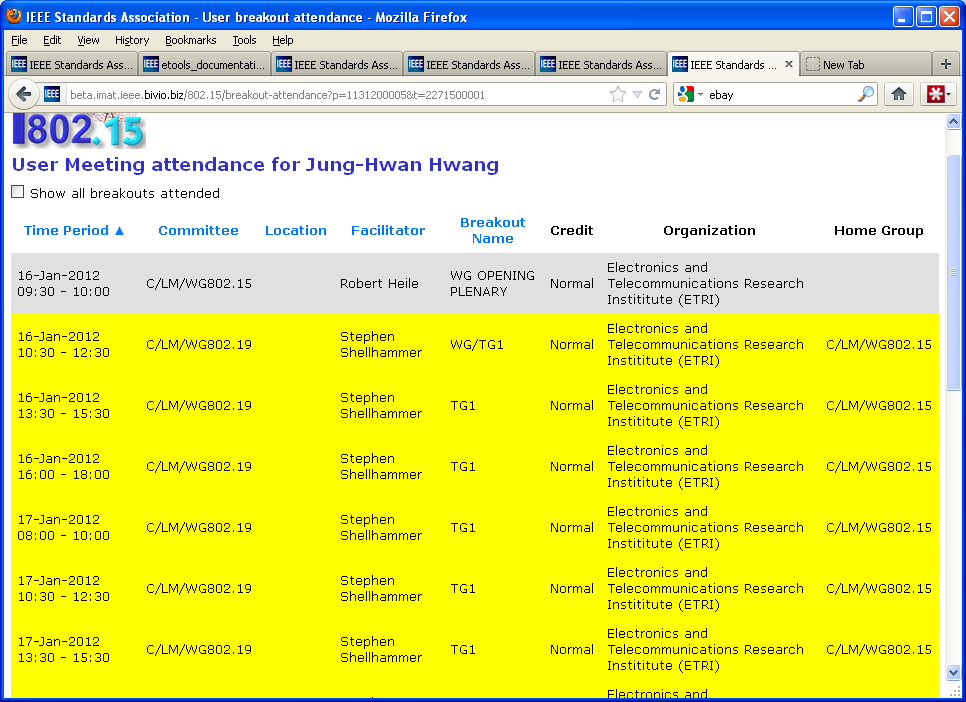 IEEE Standards Association - User breakout attendance - Mozilla Firefox
File Edit View History Bookmarks Tools Help
IEEE Standards Ass... etools_documentati... IEEE Standards Ass... IEEE Standards Ass... IEEE Standards Ass... IEEE Standards ... New Tab
beta.imat.ieee.bivio.biz/802.15/breakout-attendance?p=1131200005&t=2271500001 ebay
802.15
User Meeting attendance for Jung-Hwan Hwang
Show all breakouts attended
Time Period ▲ Committee Location Facilitator Breakout Name Credit Organization Home Group
16-Jan-2012 09:30 - 10:00 C/LM/WG802.15 Robert Heile WG OPENING PLENARY Normal Electronics and Telecommunications Research Instititute (ETRI)
16-Jan-2012 10:30 - 12:30 C/LM/WG802.19 Stephen Shellhammer WG/TG1 Normal Electronics and Telecommunications Research Instititute (ETRI) C/LM/WG802.15
16-Jan-2012 13:30 - 15:30 C/LM/WG802.19 Stephen Shellhammer TG1 Normal Electronics and Telecommunications Research Instititute (ETRI) C/LM/WG802.15
16-Jan-2012 16:00 - 18:00 C/LM/WG802.19 Stephen Shellhammer TG1 Normal Electronics and Telecommunications Research Instititute (ETRI) C/LM/WG802.15
17-Jan-2012 08:00 - 10:00 C/LM/WG802.19 Stephen Shellhammer TG1 Normal Electronics and Telecommunications Research Instititute (ETRI) C/LM/WG802.15
17-Jan-2012 10:30 - 12:30 C/LM/WG802.19 Stephen Shellhammer TG1 Normal Electronics and Telecommunications Research Instititute (ETRI) C/LM/WG802.15
17-Jan-2012 13:30 - 15:30 C/LM/WG802.19 Stephen Shellhammer TG1 Normal Electronics and Telecommunications Research Instititute (ETRI) C/LM/WG802.15
Electronics and